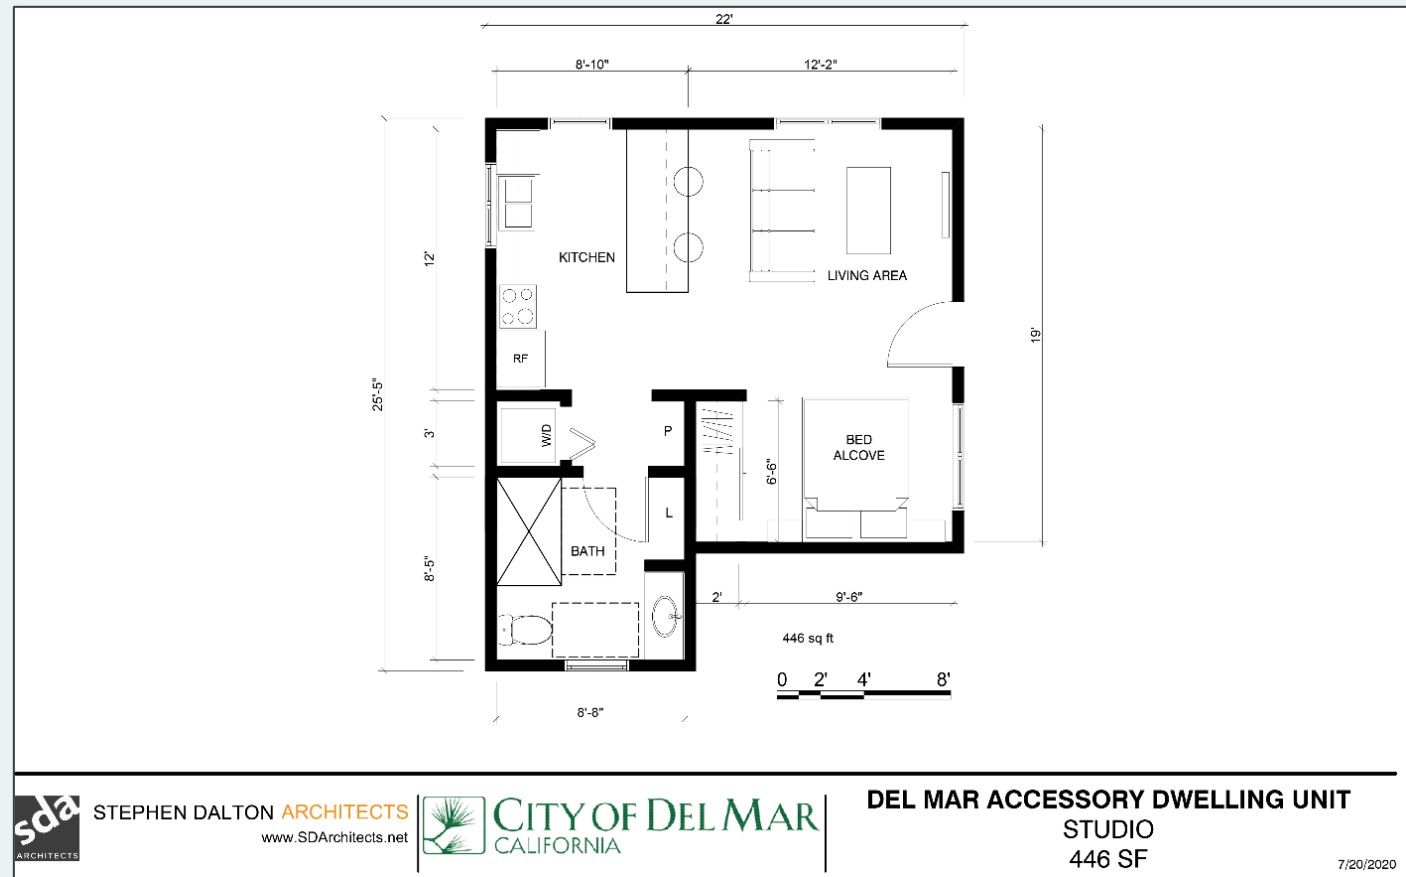 22'
8'-10"
12'-2"
12'
KITCHEN
LIVING AREA
19'
RF
25'-5"
3'
W/D
P
BED
ALCOVE
6'-6"
L
BATH
8'-5"
2'
9'-6"
446 sq ft
0 2' 4' 8'
8'-8"
sda
ARCHITECTS
STEPHEN DALTON ARCHITECTS
www.SDArchitects.net
CITY OF DEL MAR
CALIFORNIA
DEL MAR ACCESSORY DWELLING UNIT
STUDIO
446 SF
7/20/2020